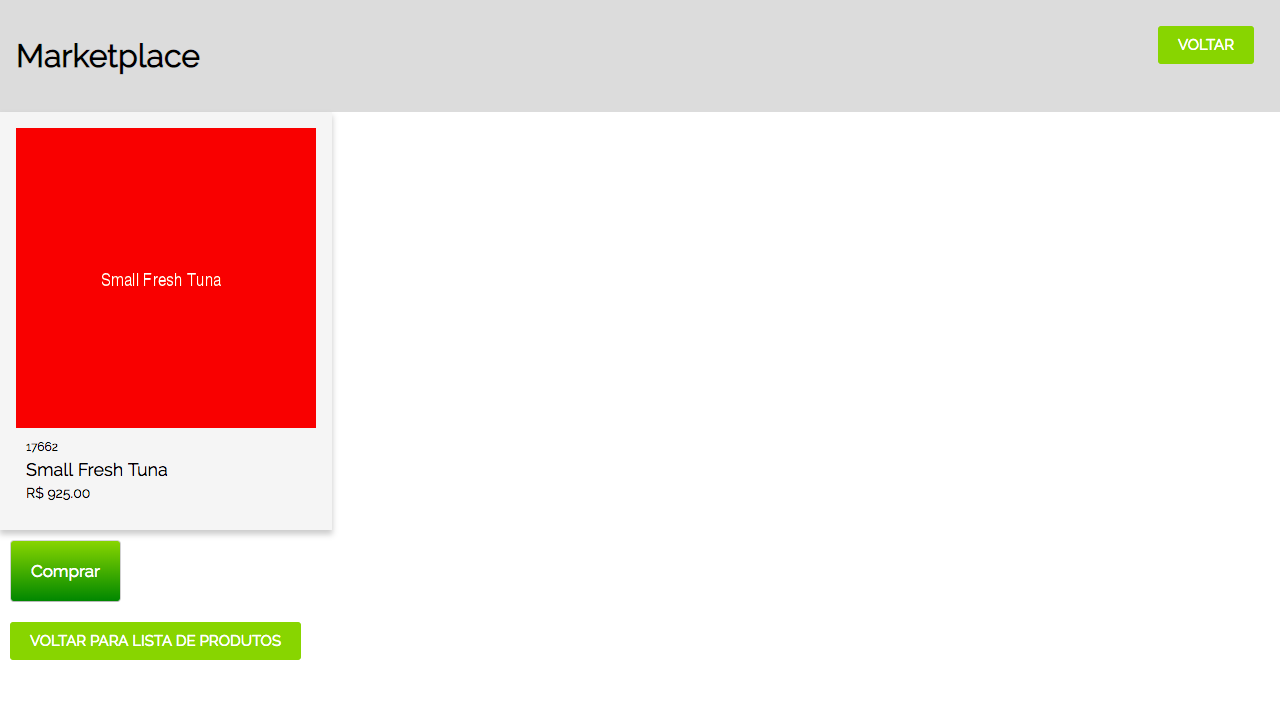 Marketplace
VOLTAR
Small Fresh Tuna
17662
Small Fresh Tuna
R$ 925.00
Comprar
VOLTAR PARA LISTA DE PRODUTOS